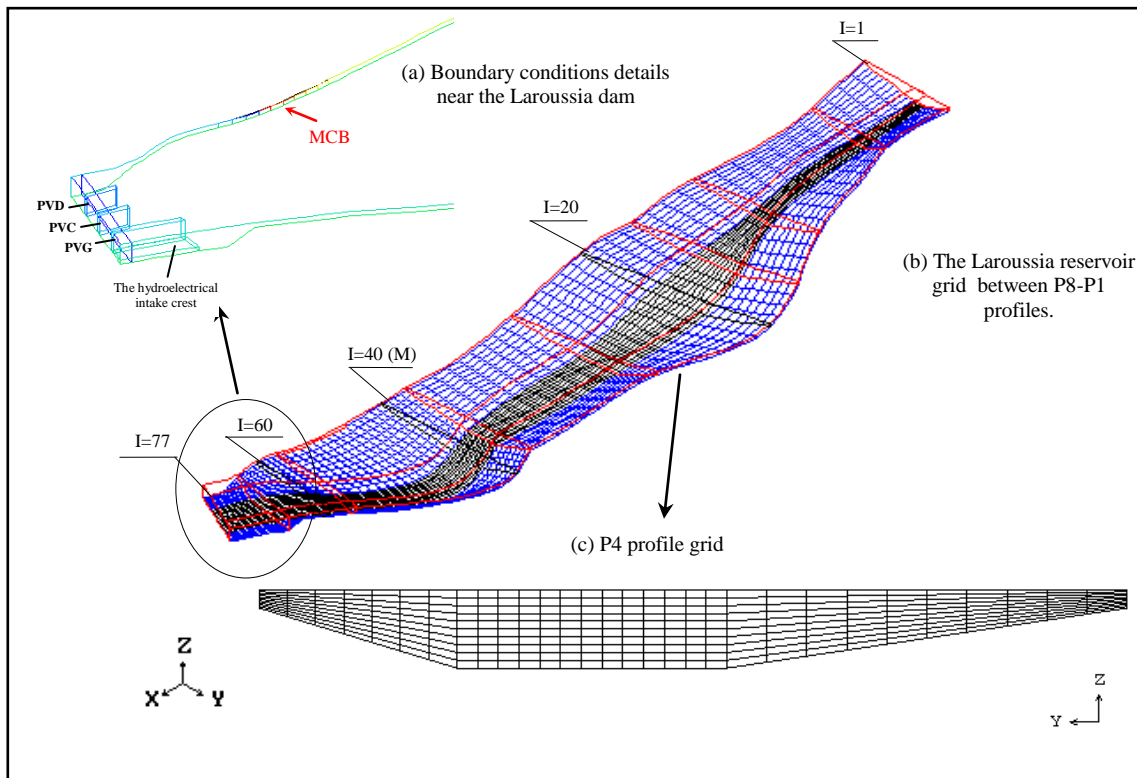 I=1
(a) Boundary conditions details
near the Laroussia dam
MCB
PVD
PVC
PVG
The hydroelectrical
intake crest
I=20
(b) The Laroussia reservoir
grid between P8-P1
profiles.
I=40 (M)
I=60
I=77
(c) P4 profile grid
Z
X
Y
Z
Y